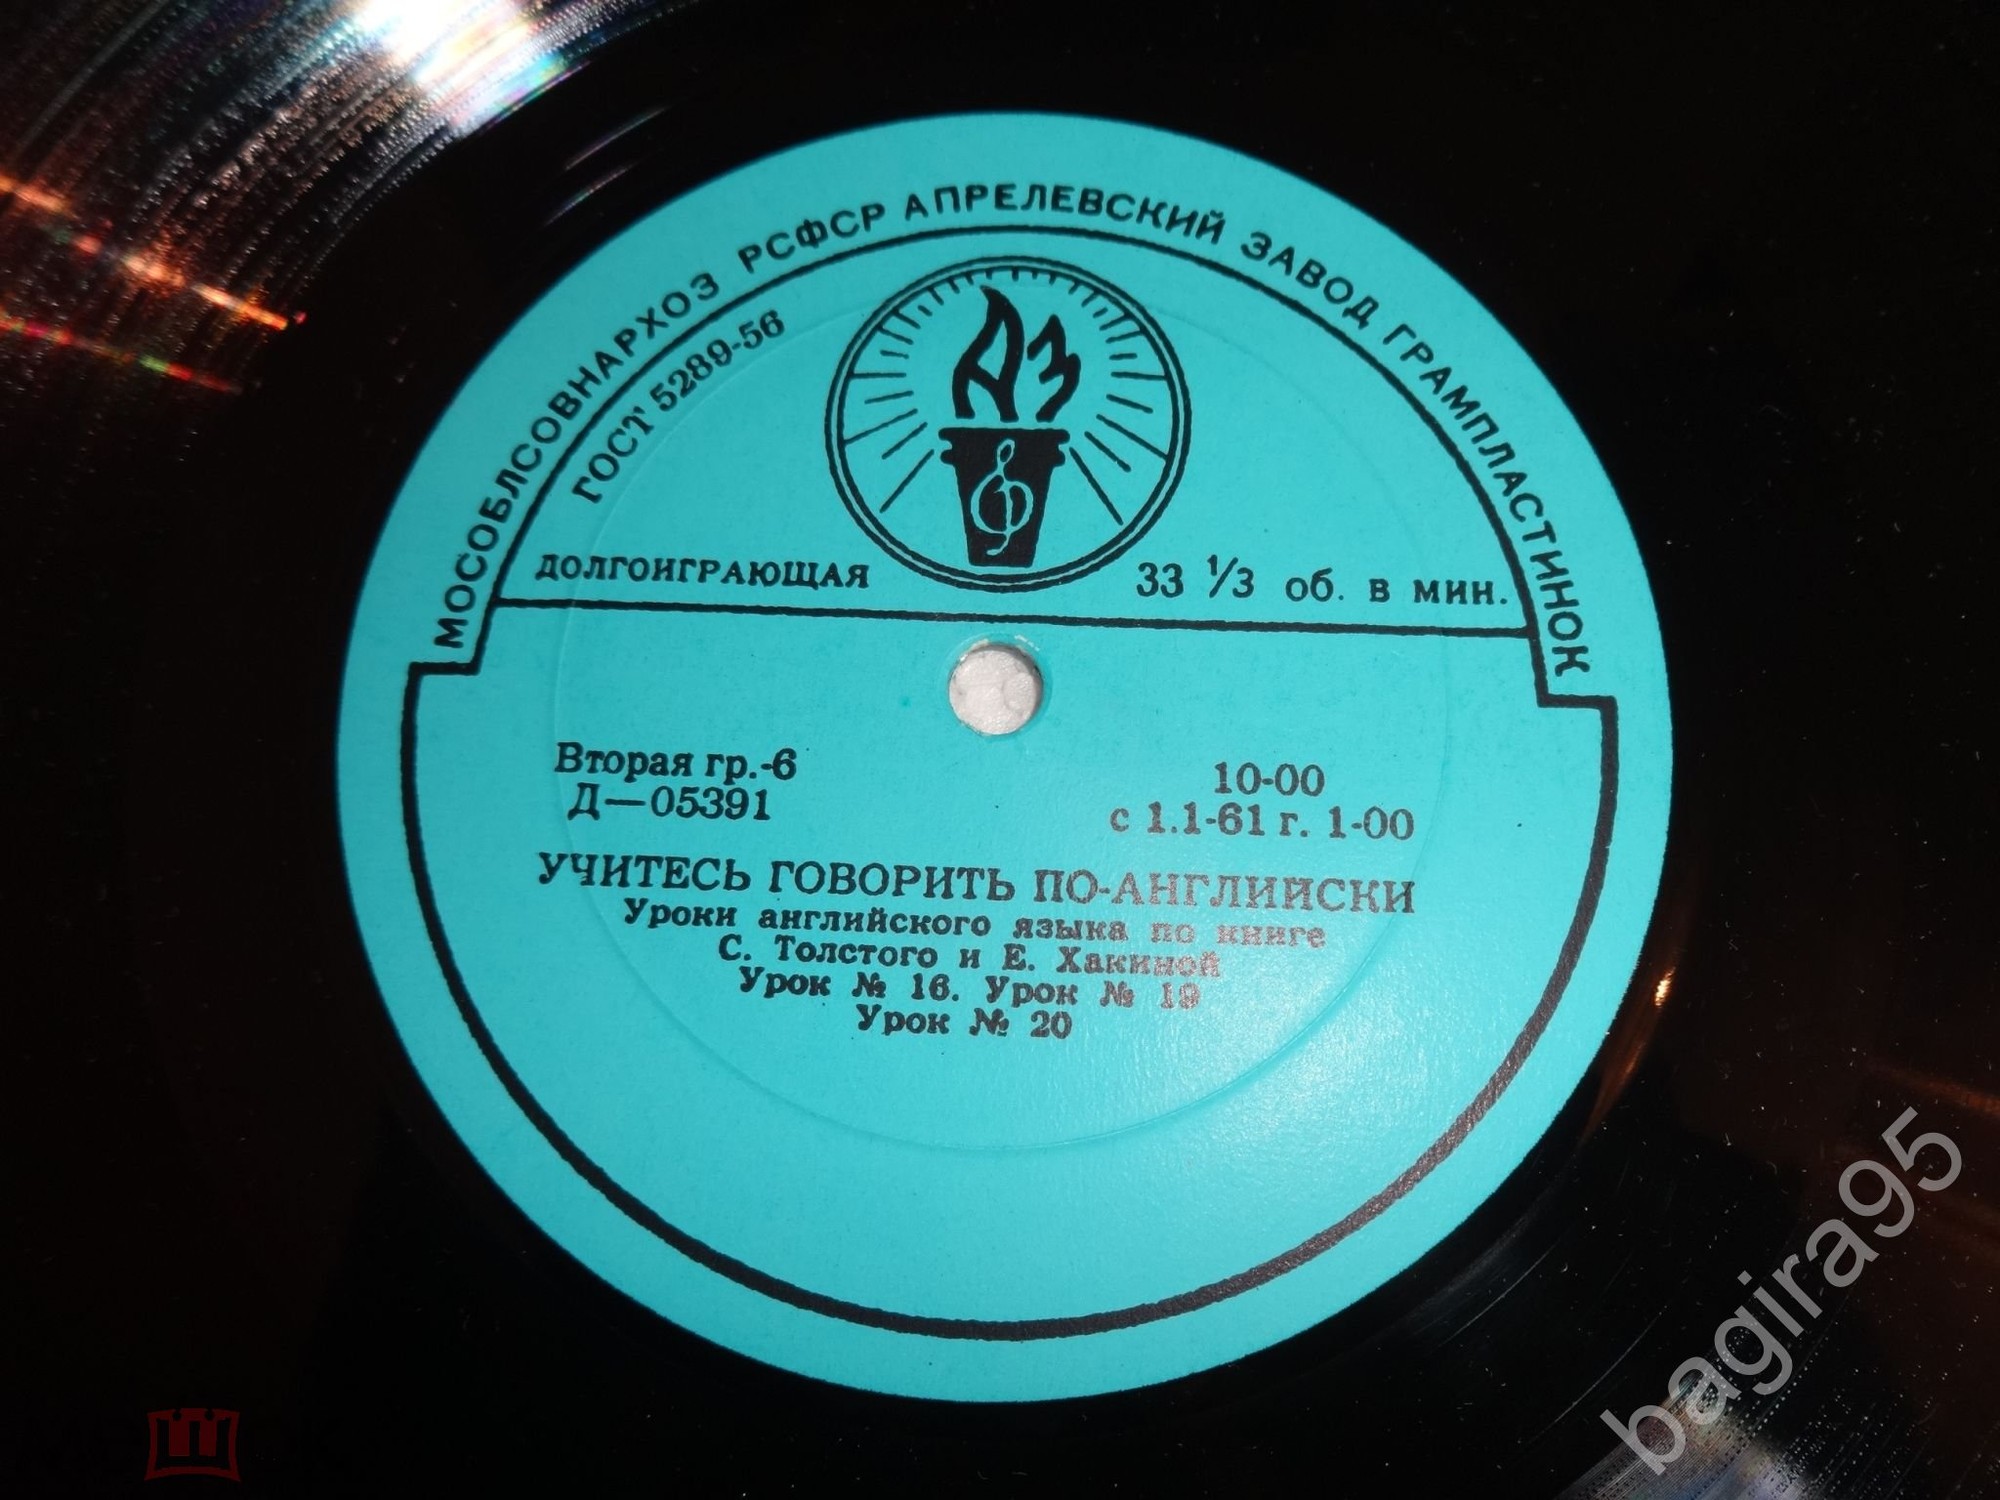 МОСОБЛСОВНАРХОЗ РСФСР АПРЕЛЕВСКИЙ ЗАВОД ГРАМПЛАСТИНОК
ГОСТ 5289-56
АЗ
ДОЛГОИГРАЮЩАЯ 33 1/3 об. в мин.
Вторая гр.-6 10-00
Д—05391 с 1.1-61 г. 1-00
УЧИТЕСЬ ГОВОРИТЬ ПО-АНГЛИЙСКИ
Уроки английского языка по книге
С. Толстого и Е. Хакиной
Урок № 16. Урок № 19
Урок № 20
bagira95